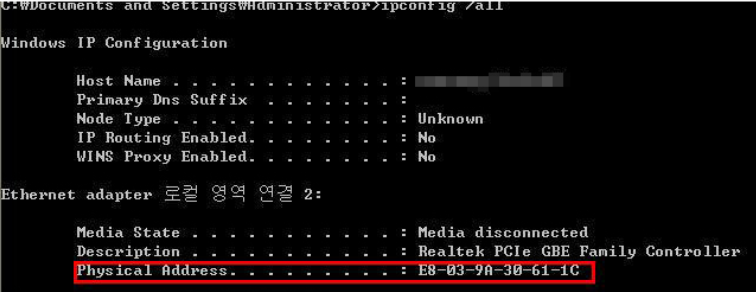 C:₩Documents and Settings₩Administrator>ipconfig /all
Windows IP Configuration
Host Name . . . . . . . . . . . . :
Primary Dns Suffix . . . . . . . :
Node Type . . . . . . . . . . . . : Unknown
IP Routing Enabled. . . . . . . . : No
WINS Proxy Enabled. . . . . . . . : No
Ethernet adapter 로컬 영역 연결 2:
Media State . . . . . . . . . . . : Media disconnected
Description . . . . . . . . . . . : Realtek PCIe GBE Family Controller
Physical Address. . . . . . . . . : E8-03-9A-30-61-1C